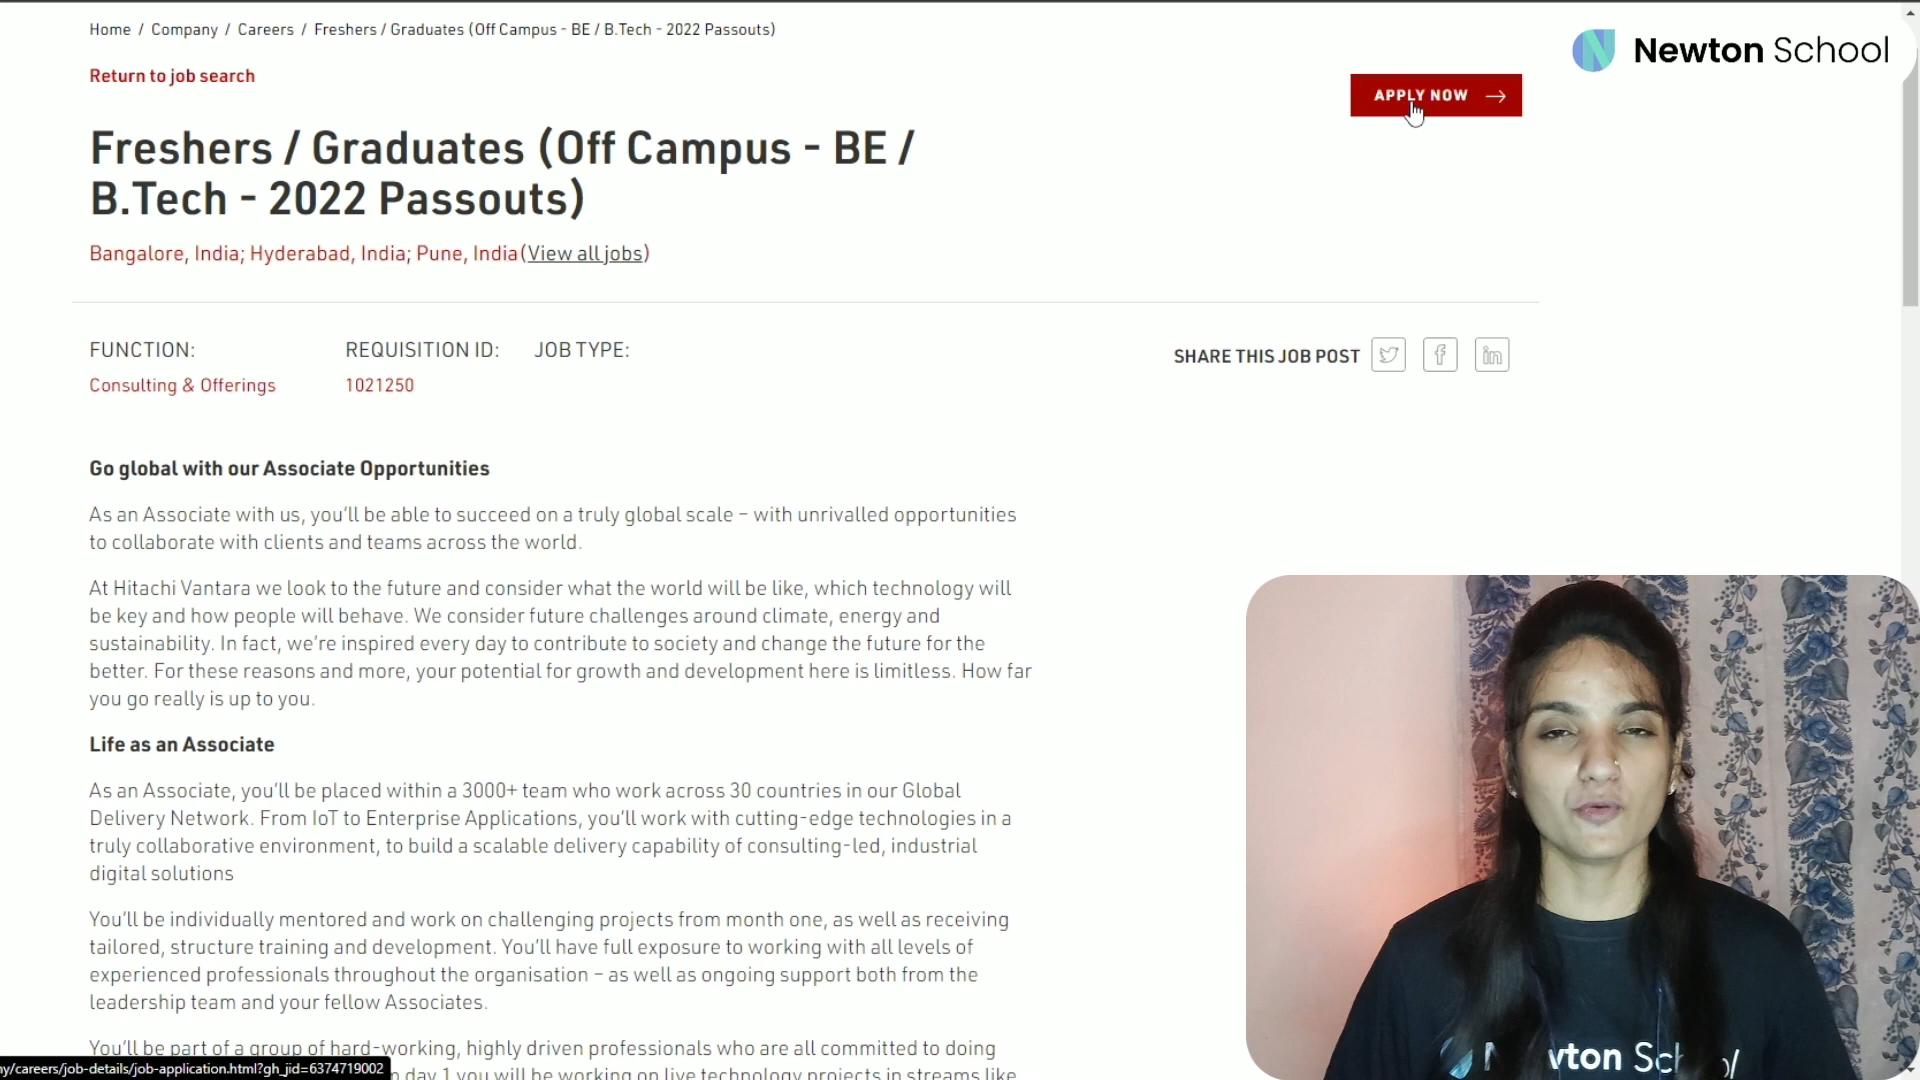 Home / Company / Careers / Freshers / Graduates (Off Campus - BE / B.Tech - 2022 Passouts)
Newton School
Return to job search
APPLY NOW
Freshers / Graduates (Off Campus - BE /
B.Tech - 2022 Passouts)
Bangalore, India; Hyderabad, India; Pune, India(View all jobs)
FUNCTION:
Consulting & Offerings
REQUISITION ID:
1021250
JOB TYPE:
SHARE THIS JOB POST
Go global with our Associate Opportunities
As an Associate with us, you'll be able to succeed on a truly global scale – with unrivalled opportunities
to collaborate with clients and teams across the world.
At Hitachi Vantara we look to the future and consider what the world will be like, which technology will
be key and how people will behave. We consider future challenges around climate, energy and
sustainability. In fact, we're inspired every day to contribute to society and change the future for the
better. For these reasons and more, your potential for growth and development here is limitless. How far
you go really is up to you.
Life as an Associate
As an Associate, you'll be placed within a 3000+ team who work across 30 countries in our Global
Delivery Network. From IoT to Enterprise Applications, you'll work with cutting-edge technologies in a
truly collaborative environment, to build a scalable delivery capability of consulting-led, industrial
digital solutions
You'll be individually mentored and work on challenging projects from month one, as well as receiving
tailored, structure training and development. You'll have full exposure to working with all levels of
experienced professionals throughout the organisation – as well as ongoing support both from the
leadership team and your fellow Associates.
You'll be part of a group of hard-working, highly driven professionals who are all committed to doing
day 1 you will be working on live technology projects in streams like
ny/careers/job-details/job-application.html?gh_jid=6374719002